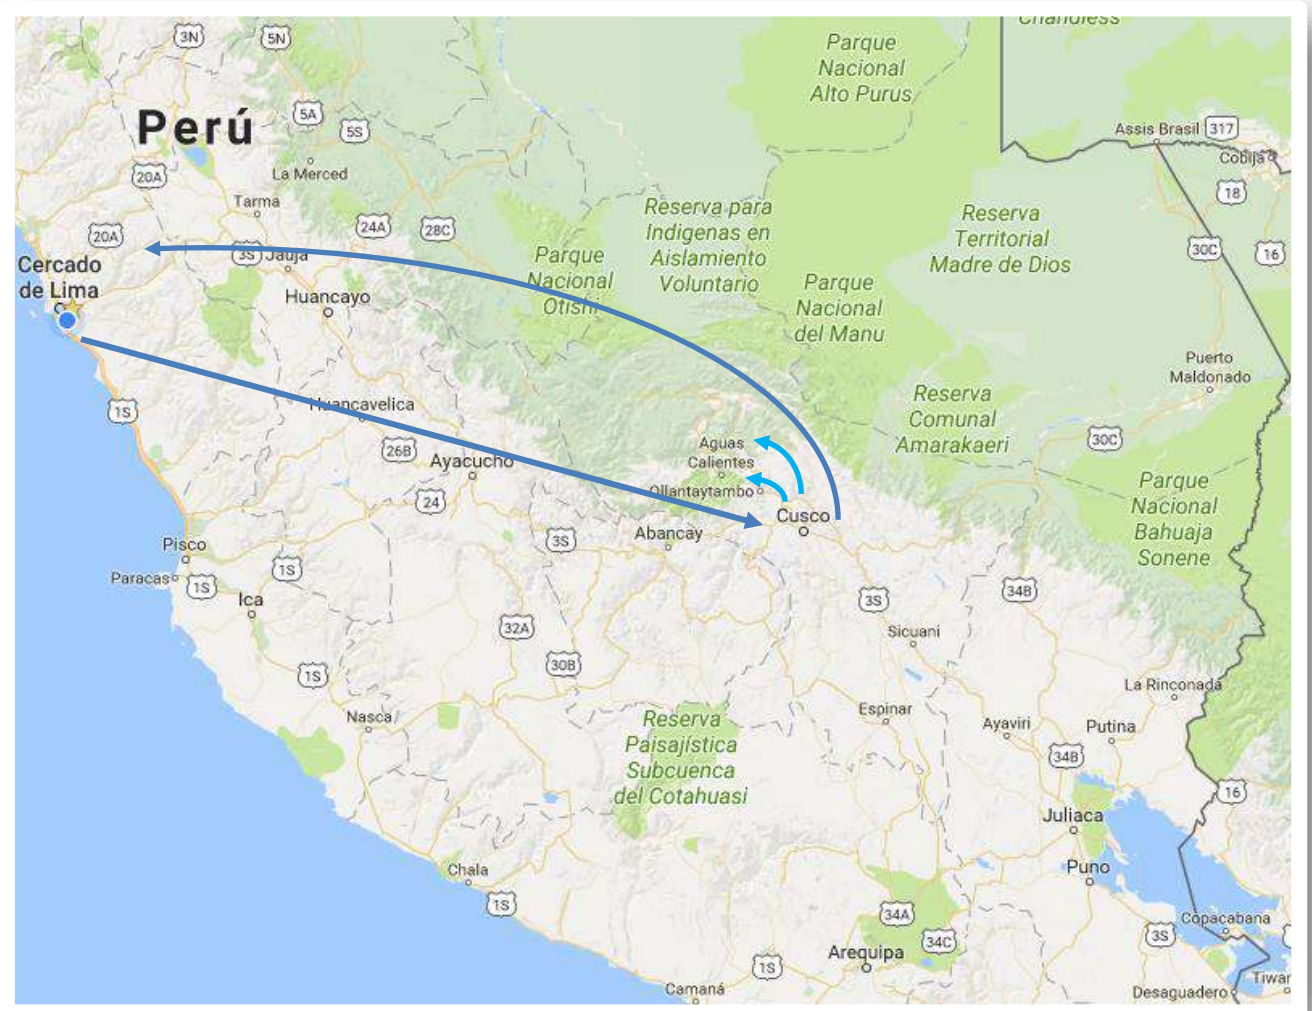 Chandless
3N
5N
Parque
Nacional
Alto Purus
Perú
5A
5S
Assis Brasil
317
Cobija
La Merced
20A
18
Tarma
Reserva para
Indigenas en
Aislamiento
Voluntario
Reserva
Territorial
Madre de Dios
24A
28C
20A
30C
16
3S
Jauja
Parque
Nacional
Otishi
Cercado
de Lima
Huancayo
Parque
Nacional
del Manu
Puerto
Maldonado
Reserva
Comunal
Amarakaeri
1S
Huancavelica
26B
Ayacucho
Aguas
Calientes
30C
24
Ollantaytambo
Parque
Nacional
Bahuaja
Sonene
Cusco
Abancay
3S
Pisco
Paracas
1S
1S
Ica
3S
34B
32A
Sicuani
30B
1S
La Rinconada
Nasca
Reserva
Paisajística
Subcuenca
del Cotahuasi
Espinar
Ayaviri
Putina
34B
16
Juliaca
Chala
Puno
1S
34A
34C
Copacabana
3S
Arequipa
1S
Camaná
Desaguadero
Tiwar